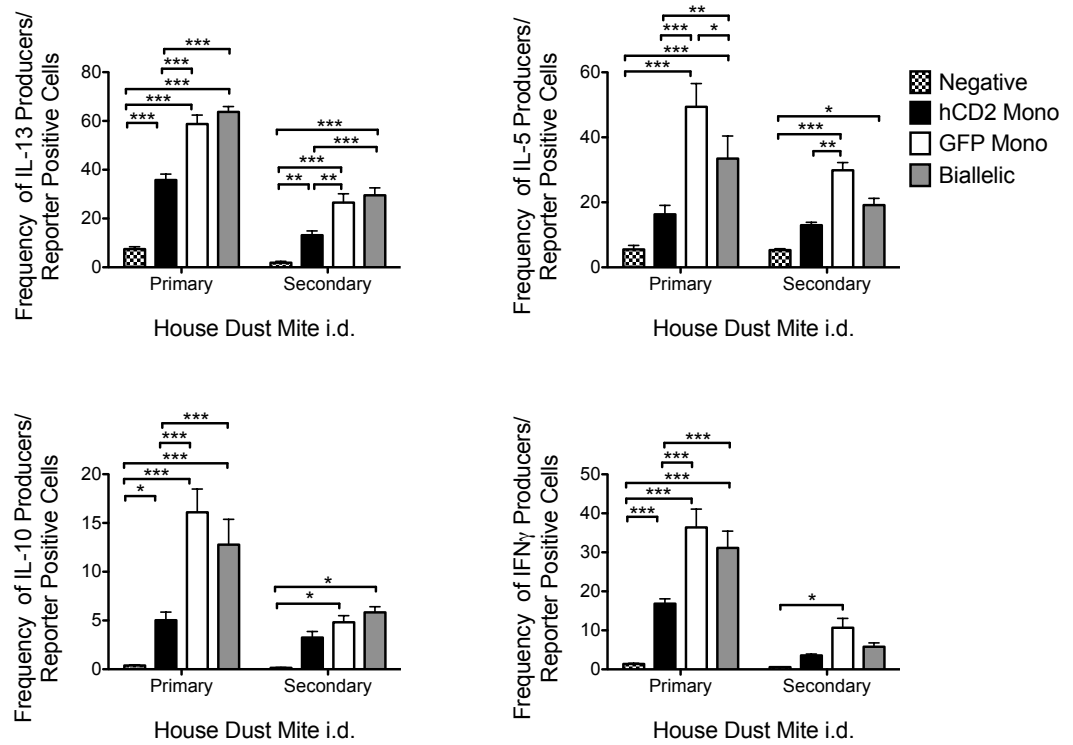 Frequency of IL-13 Producers/
Reporter Positive Cells
***
***
***
***
***
***
***
***
**
**
80
60
40
20
0
Primary
Secondary
House Dust Mite i.d.
Frequency of IL-5 Producers/
Reporter Positive Cells
**
***
*
***
***
*
***
**
60
40
20
0
Primary
Secondary
House Dust Mite i.d.
Negative
hCD2 Mono
GFP Mono
Biallelic
Frequency of IL-10 Producers/
Reporter Positive Cells
***
***
***
***
*
*
*
20
15
10
5
0
Primary
Secondary
House Dust Mite i.d.
Frequency of IFNγ Producers/
Reporter Positive Cells
***
***
***
***
***
*
50
40
30
20
10
0
Primary
Secondary
House Dust Mite i.d.